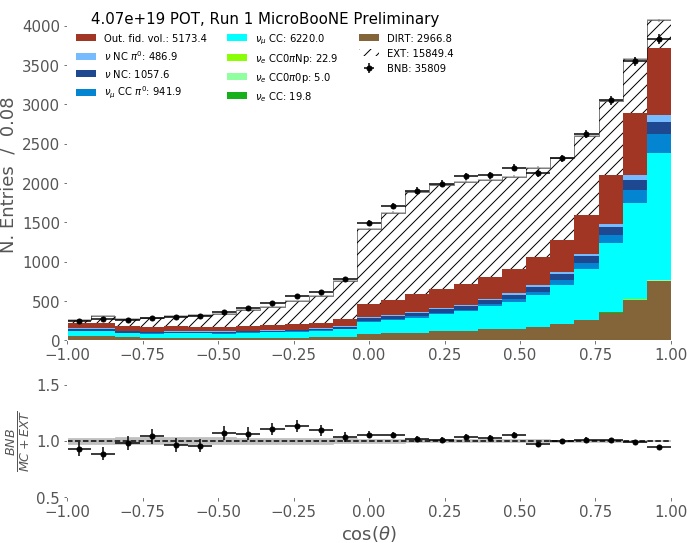 4.07e+19 POT, Run 1 MicroBooNE Preliminary
Out. fid. vol.: 5173.4
ν NC π⁰: 486.9
ν NC: 1057.6
ν_μ CC π⁰: 941.9
ν_μ CC: 6220.0
ν_e CC0πNp: 22.9
ν_e CC0π0p: 5.0
ν_e CC: 19.8
DIRT: 2966.8
EXT: 15849.4
BNB: 35809
N. Entries / 0.08
4000
3500
3000
2500
2000
1500
1000
500
0
−1.00 −0.75 −0.50 −0.25 0.00 0.25 0.50 0.75 1.00
BNB
MC + EXT
1.5
1.0
0.5
−1.00 −0.75 −0.50 −0.25 0.00 0.25 0.50 0.75 1.00
cos(θ)